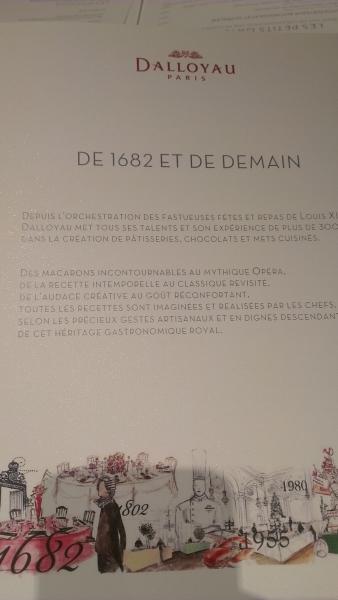 LES PETITS
DALLOYAU
PARIS
DE 1682 ET DE DEMAIN
DEPUIS L'ORCHESTRATION DES FASTUEUSES FÊTES ET REPAS DE LOUIS
DALLOYAU MET TOUS SES TALENTS ET SON EXPÉRIENCE DE PLUS DE 300
DANS LA CRÉATION DE PÂTISSERIES, CHOCOLATS ET METS CUISINÉS.
DES MACARONS INCONTOURNABLES AU MYTHIQUE OPÉRA,
DE LA RECETTE INTEMPORELLE AU CLASSIQUE REVISITÉ,
DE L'AUDACE CRÉATIVE AU GOÛT RÉCONFORTANT,
TOUTES LES RECETTES SONT IMAGINÉES ET RÉALISÉES PAR LES CHEFS,
SELON LES PRÉCIEUX GESTES ARTISANAUX ET EN DIGNES DESCENDANT
DE CET HÉRITAGE GASTRONOMIQUE ROYAL.
1682
1802
1955
1980